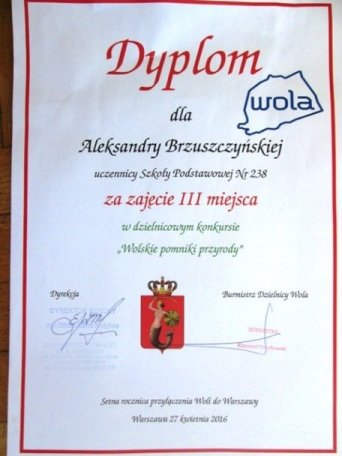 Dyplom
wola
dla
Aleksandry Brzuszczyńskiej
uczennicy Szkoły Podstawowej Nr 238
za zajęcie III miejsca
w dzielnicowym konkursie
„Wolskie pomniki przyrody”
Dyrekcja
Burmistrz Dzielnicy Wola
BURMISTRZ
Setna rocznica przyłączenia Woli do Warszawy
Warszawa 27 kwietnia 2016